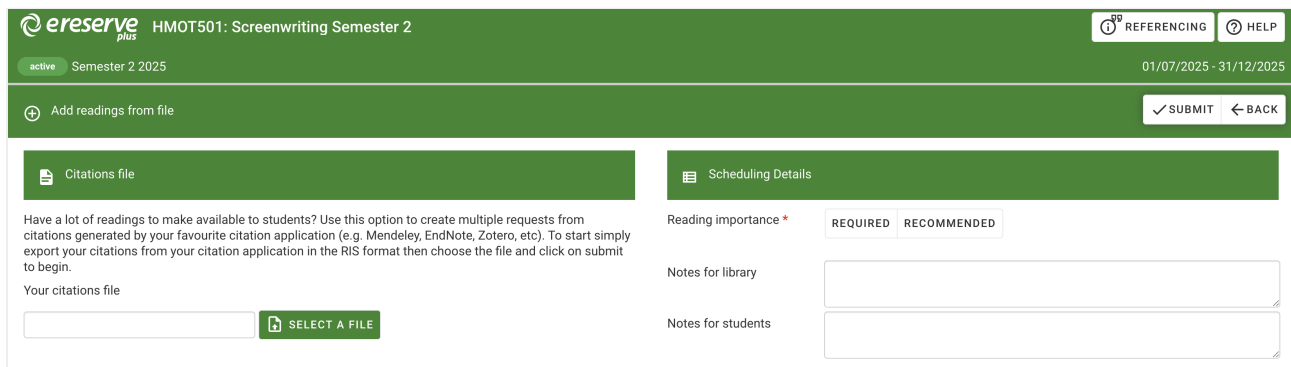 ereserve plus HMOT501: Screenwriting Semester 2
REFERENCING HELP
active Semester 2 2025
01/07/2025 - 31/12/2025
Add readings from file
SUBMIT BACK
Citations file
Have a lot of readings to make available to students? Use this option to create multiple requests from
citations generated by your favourite citation application (e.g. Mendeley, EndNote, Zotero, etc). To start simply
export your citations from your citation application in the RIS format then choose the file and click on submit
to begin.
Your citations file
SELECT A FILE
Scheduling Details
Reading importance * REQUIRED RECOMMENDED
Notes for library
Notes for students